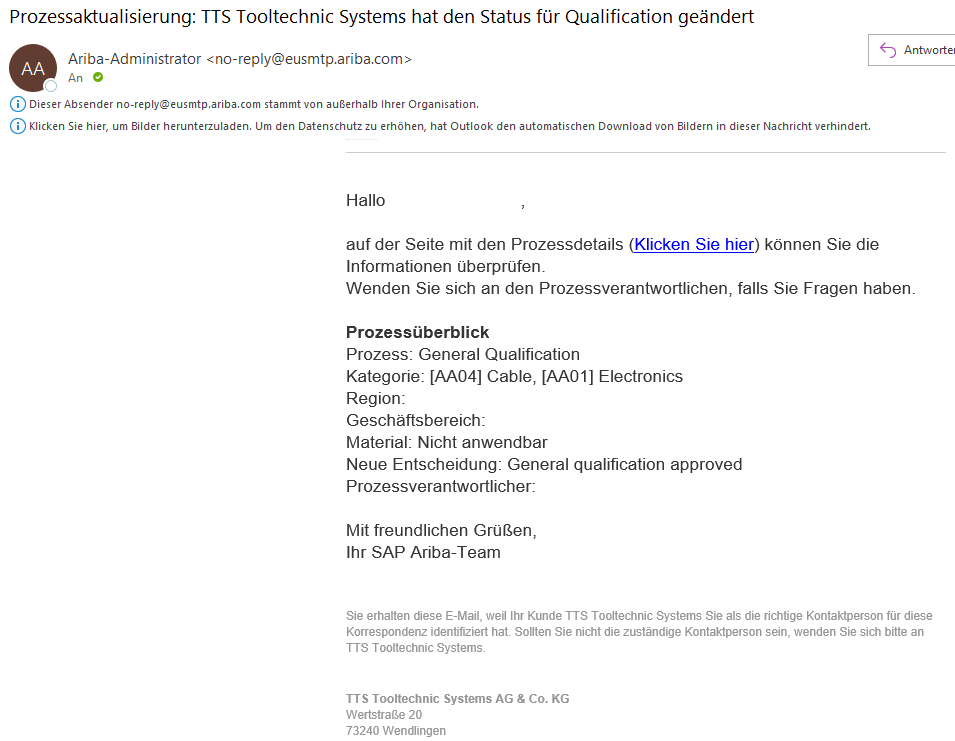 Prozessaktualisierung: TTS Tooltechnic Systems hat den Status für Qualification geändert
AA
Ariba-Administrator <no-reply@eusmtp.ariba.com>
An
Antworten
Dieser Absender no-reply@eusmtp.ariba.com stammt von außerhalb Ihrer Organisation.
Klicken Sie hier, um Bilder herunterzuladen. Um den Datenschutz zu erhöhen, hat Outlook den automatischen Download von Bildern in dieser Nachricht verhindert.
Hallo ,
auf der Seite mit den Prozessdetails (Klicken Sie hier) können Sie die
Informationen überprüfen.
Wenden Sie sich an den Prozessverantwortlichen, falls Sie Fragen haben.
Prozessüberblick
Prozess: General Qualification
Kategorie: [AA04] Cable, [AA01] Electronics
Region:
Geschäftsbereich:
Material: Nicht anwendbar
Neue Entscheidung: General qualification approved
Prozessverantwortlicher:
Mit freundlichen Grüßen,
Ihr SAP Ariba-Team
Sie erhalten diese E-Mail, weil Ihr Kunde TTS Tooltechnic Systems Sie als die richtige Kontaktperson für diese
Korrespondenz identifiziert hat. Sollten Sie nicht die zuständige Kontaktperson sein, wenden Sie sich bitte an
TTS Tooltechnic Systems.
TTS Tooltechnic Systems AG & Co. KG
Wertstraße 20
73240 Wendlingen